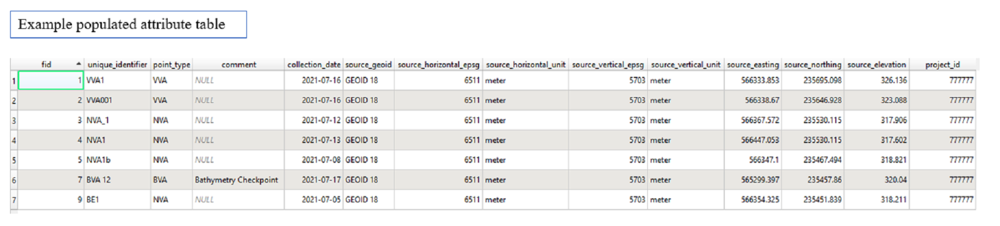 Example populated attribute table
fid unique_identifier point_type comment collection_date source_geoid source_horizontal_epsg source_horizontal_unit source_vertical_epsg source_vertical_unit source_easting source_northing source_elevation project_id
1 1 VVA1 VVA NULL 2021-07-16 GEOID 18 6511 meter 5703 meter 566333.853 235695.098 326.136 777777
2 2 VVA001 VVA NULL 2021-07-16 GEOID 18 6511 meter 5703 meter 566338.67 235646.928 323.088 777777
3 3 NVA_1 NVA NULL 2021-07-12 GEOID 18 6511 meter 5703 meter 566367.572 235530.115 317.906 777777
4 4 NVA1 NVA NULL 2021-07-13 GEOID 18 6511 meter 5703 meter 566447.053 235530.115 317.602 777777
5 5 NVA1b NVA NULL 2021-07-08 GEOID 18 6511 meter 5703 meter 566347.1 235467.494 318.821 777777
6 7 BVA 12 BVA Bathymetry Checkpoint 2021-07-17 GEOID 18 6511 meter 5703 meter 565299.397 235457.86 320.04 777777
7 9 BE1 NVA NULL 2021-07-05 GEOID 18 6511 meter 5703 meter 566354.325 235451.839 318.211 777777